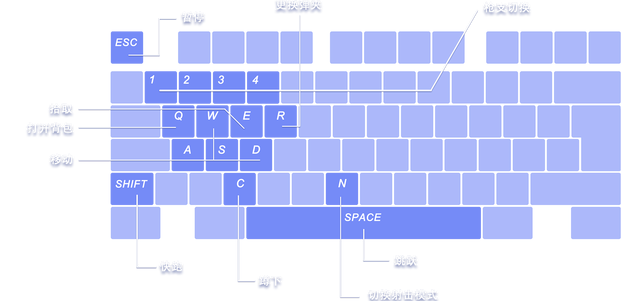 更换弹夹
枪支切换
暂停
ESC
1 2 3 4
拾取
Q W E R
打开背包
A S D
移动
SHIFT C N
SPACE
快跑
蹲下
跳跃
切换射击模式